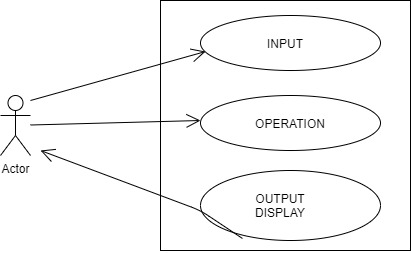 INPUT
OPERATION
Actor
OUTPUT
DISPLAY